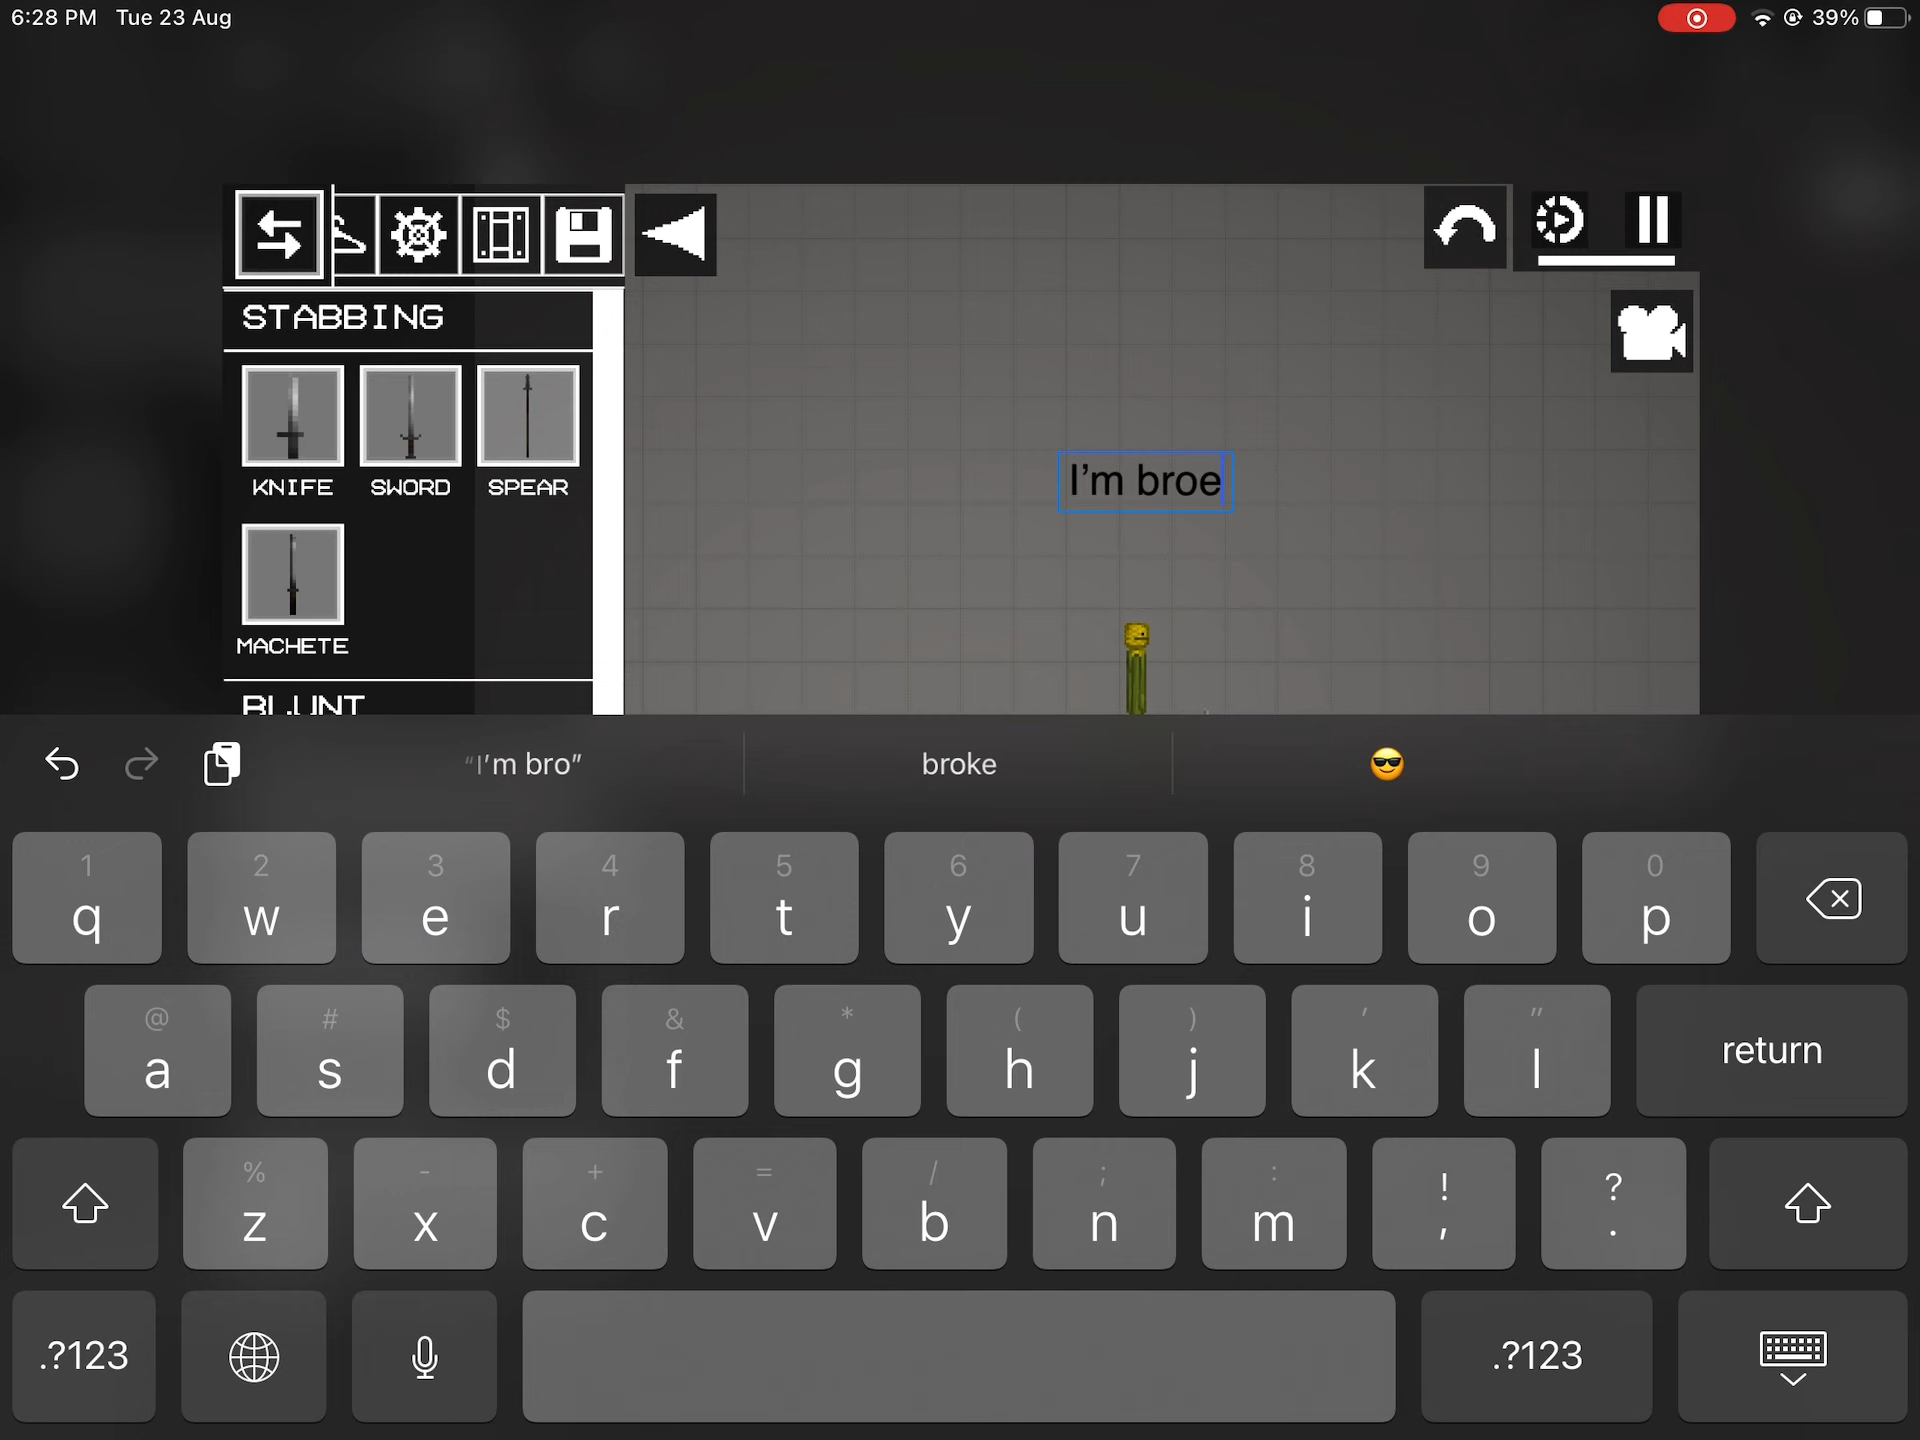 6:28 PM Tue 23 Aug
39%
STABBING
KNIFE SWORD SPEAR
MACHETE
BLUNT
I’m broe
“I’m bro” broke 😎
1 2 3 4 5 6 7 8 9 0
q w e r t y u i o p
@ # $ & * ( ) ' "
a s d f g h j k l return
% - + = / ; : ! ?
z x c v b n m , .
.?123 .?123